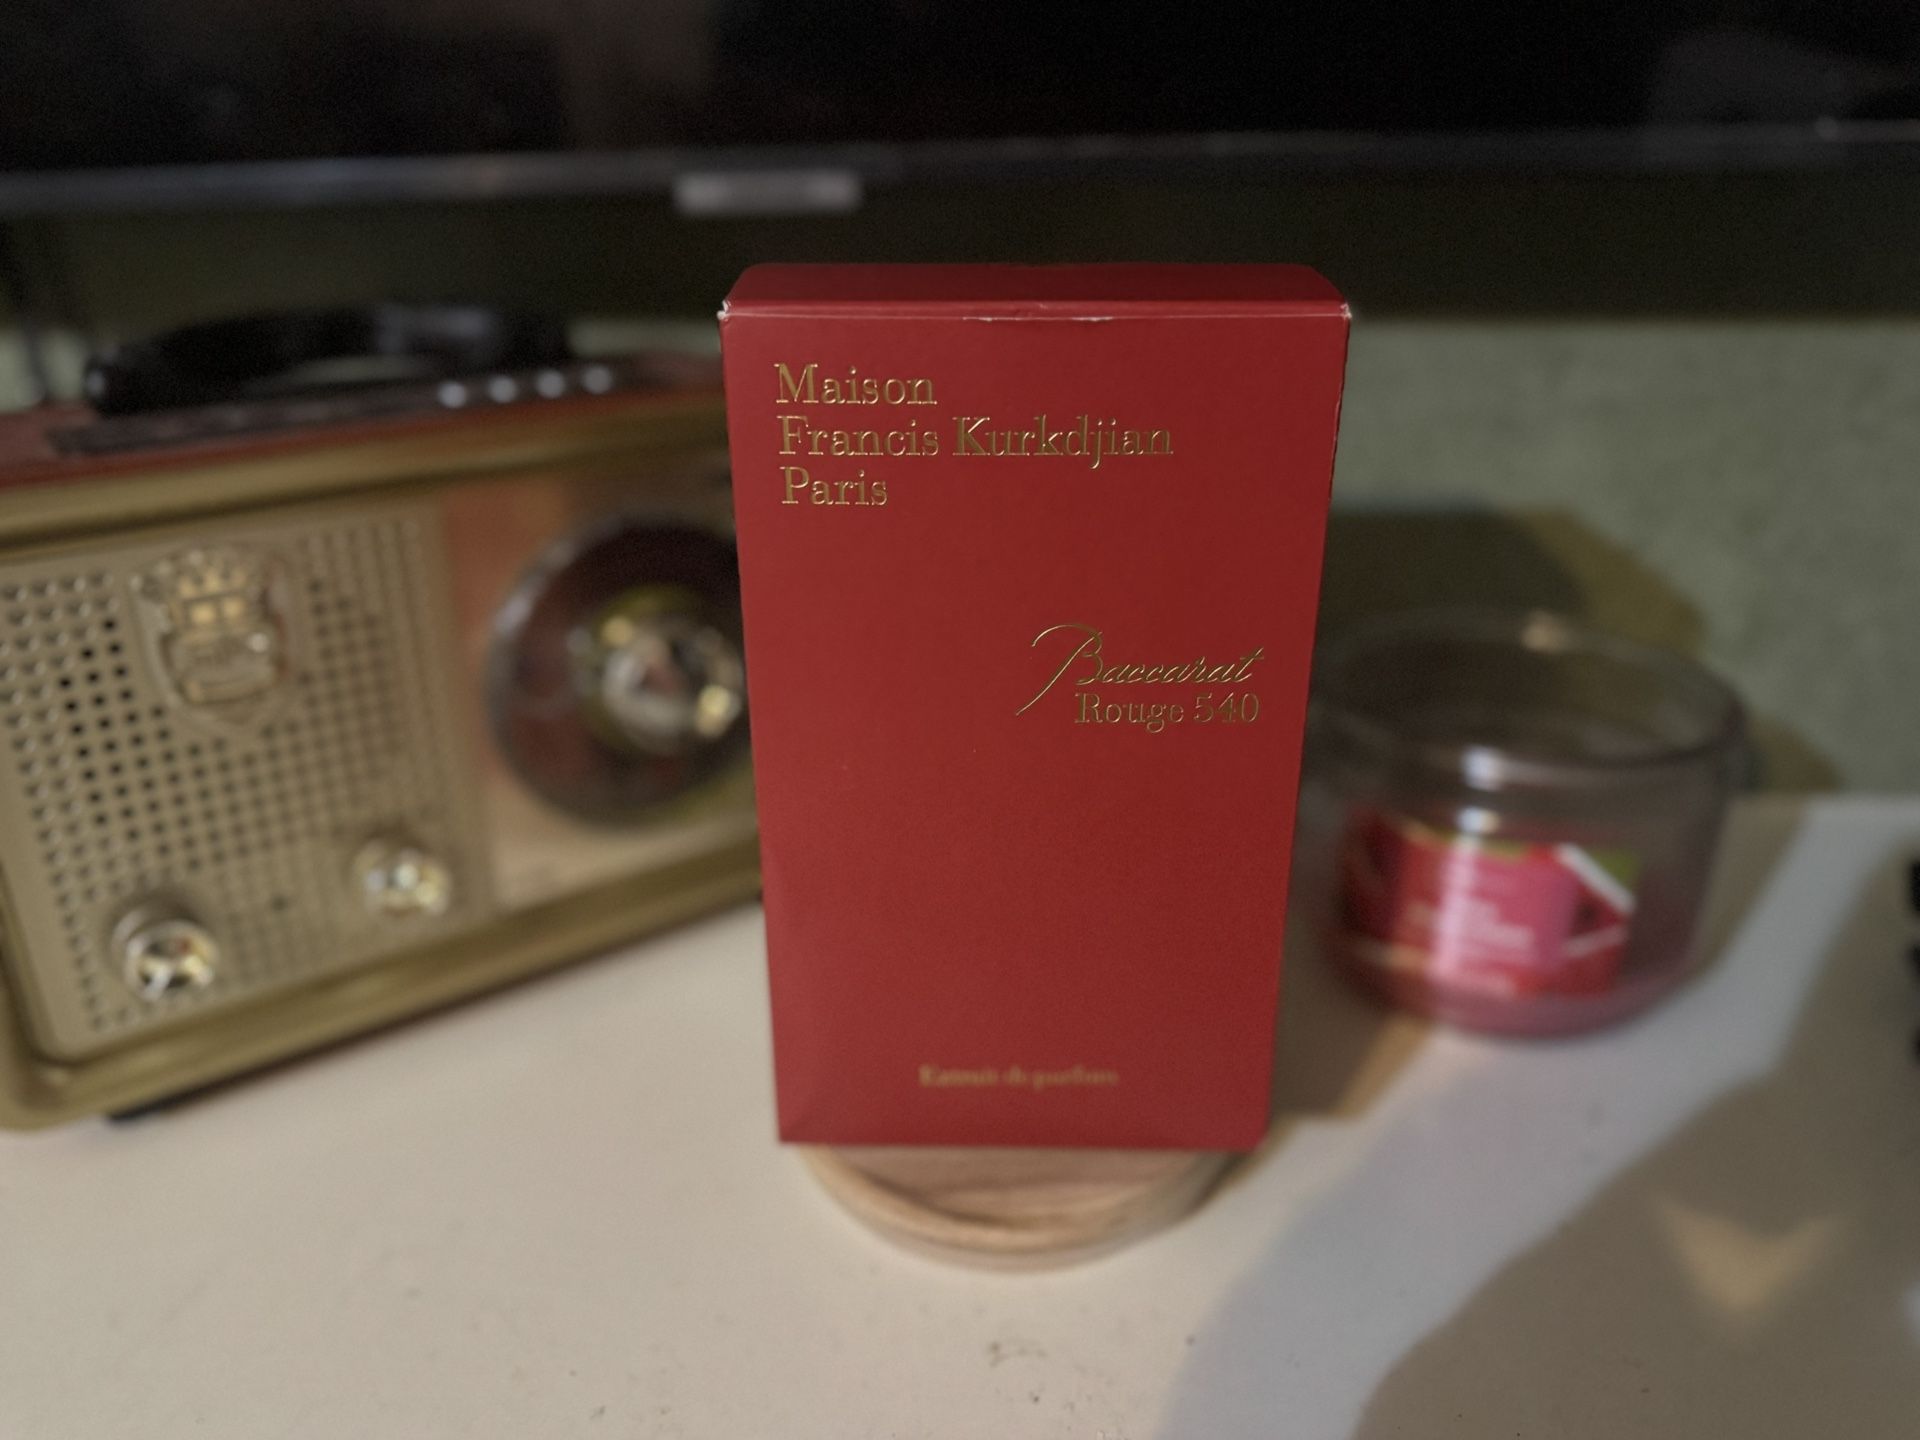 Maison
Francis Kurkdjian
Paris
Baccarat
Rouge 540
Extrait de parfum